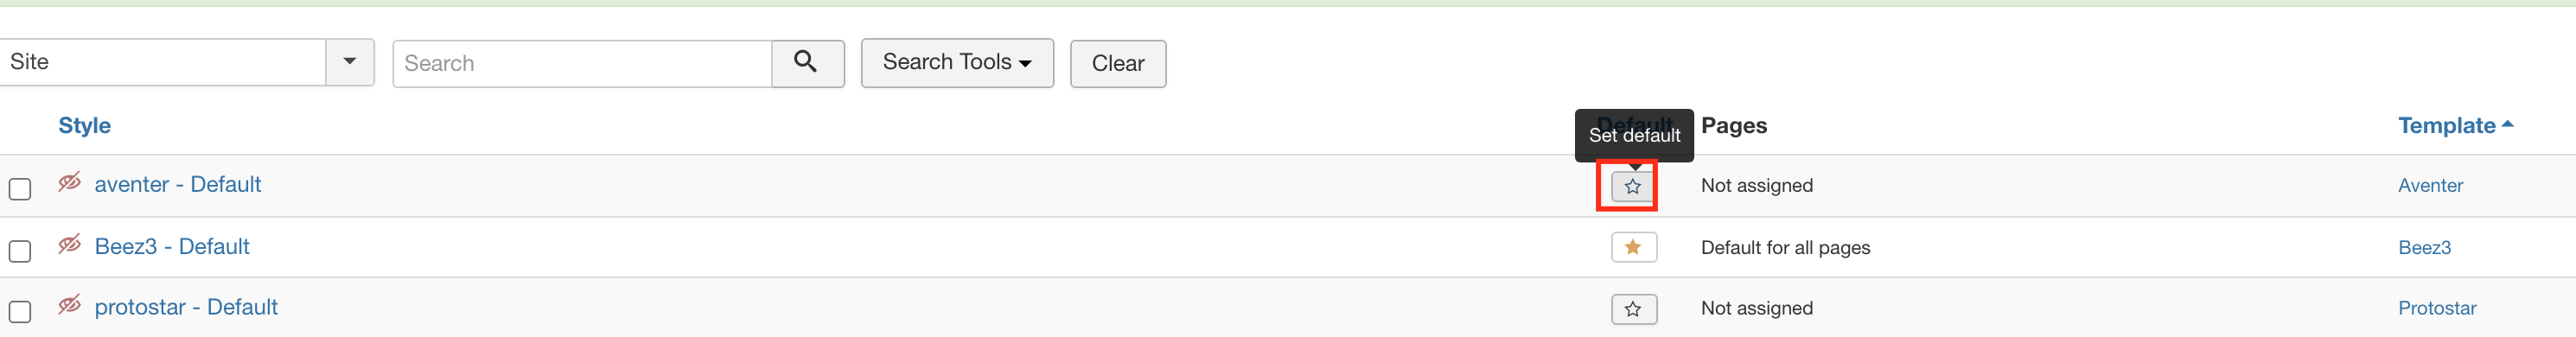 Site
Search
Search Tools
Clear
Style
Default
Set default
Pages
Template
aventer - Default
Not assigned
Aventer
Beez3 - Default
Default for all pages
Beez3
protostar - Default
Not assigned
Protostar